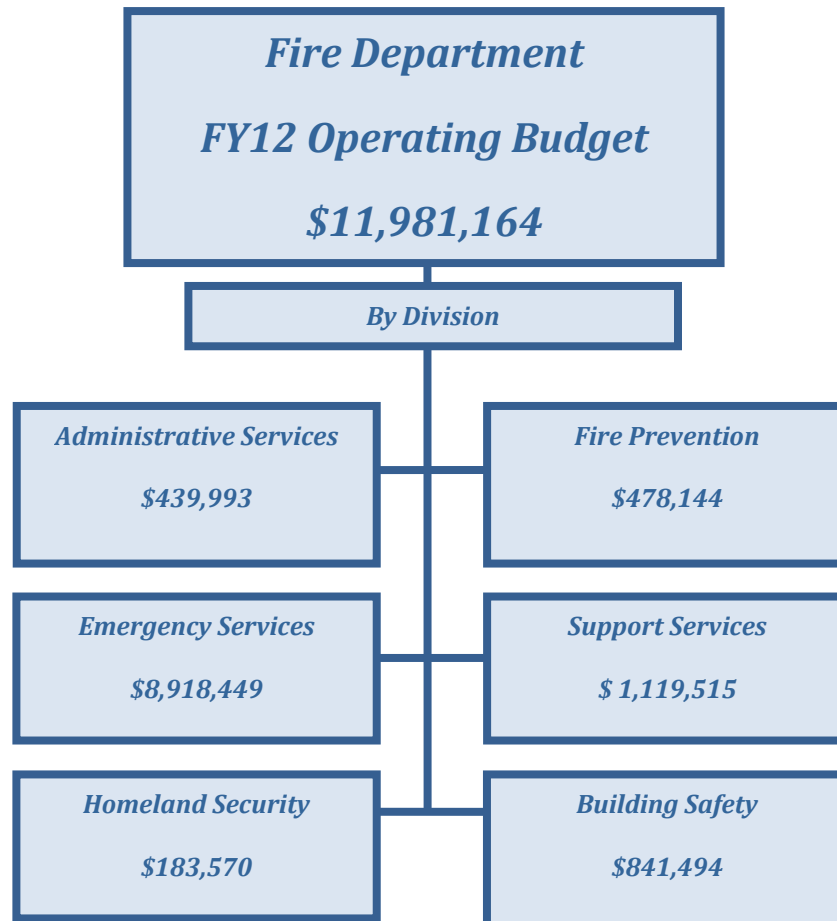 Fire Department
FY12 Operating Budget
$11,981,164
By Division
Administrative Services
$439,993
Fire Prevention
$478,144
Emergency Services
$8,918,449
Support Services
$ 1,119,515
Homeland Security
$183,570
Building Safety
$841,494